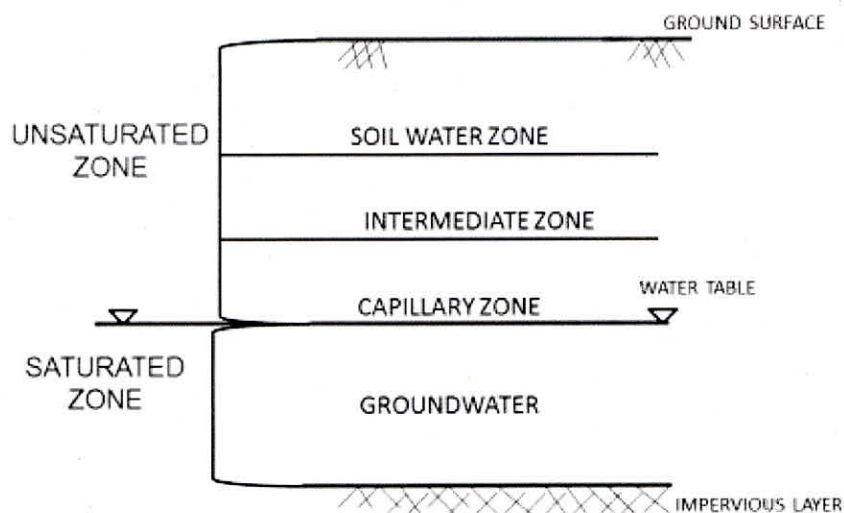 GROUND SURFACE
UNSATURATED
ZONE
SOIL WATER ZONE
INTERMEDIATE ZONE
CAPILLARY ZONE
WATER TABLE
SATURATED
ZONE
GROUNDWATER
IMPERVIOUS LAYER